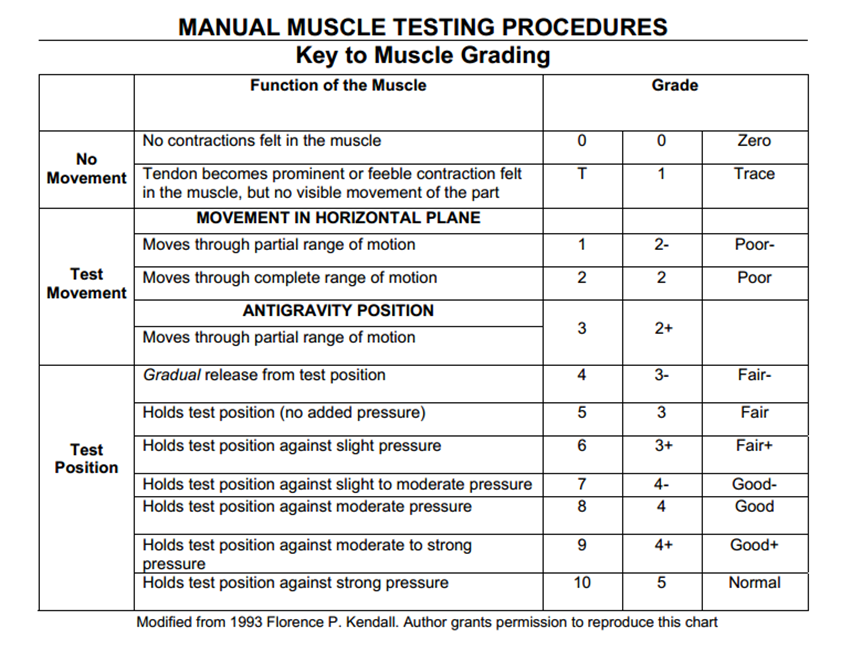 MANUAL MUSCLE TESTING PROCEDURES
Key to Muscle Grading
Function of the Muscle Grade
No Movement
No contractions felt in the muscle 0 0 Zero
Tendon becomes prominent or feeble contraction felt
in the muscle, but no visible movement of the part T 1 Trace
Test Movement
MOVEMENT IN HORIZONTAL PLANE
Moves through partial range of motion 1 2- Poor-
Moves through complete range of motion 2 2 Poor
ANTIGRAVITY POSITION
Moves through partial range of motion 3 2+
Test Position
Gradual release from test position 4 3- Fair-
Holds test position (no added pressure) 5 3 Fair
Holds test position against slight pressure 6 3+ Fair+
Holds test position against slight to moderate pressure 7 4- Good-
Holds test position against moderate pressure 8 4 Good
Holds test position against moderate to strong
pressure 9 4+ Good+
Holds test position against strong pressure 10 5 Normal
Modified from 1993 Florence P. Kendall. Author grants permission to reproduce this chart